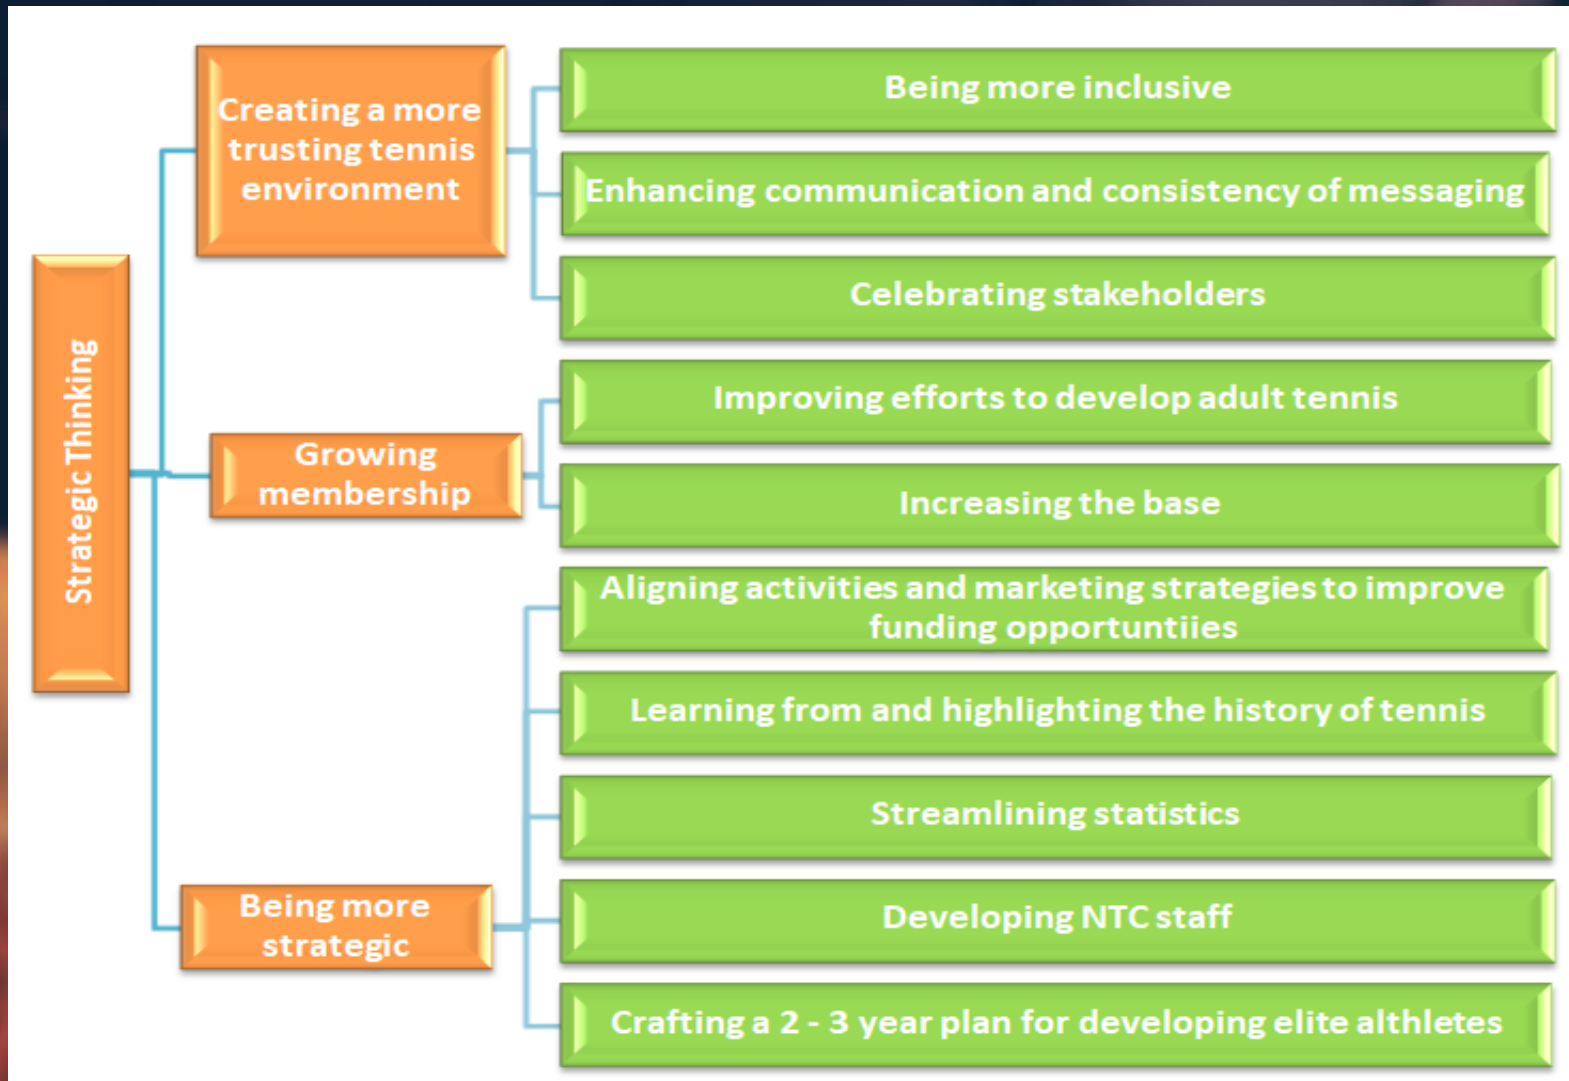 Strategic Thinking
Creating a more
trusting tennis
environment
Being more inclusive
Enhancing communication and consistency of messaging
Celebrating stakeholders
Growing
membership
Improving efforts to develop adult tennis
Increasing the base
Being more
strategic
Aligning activities and marketing strategies to improve
funding opportuntiies
Learning from and highlighting the history of tennis
Streamlining statistics
Developing NTC staff
Crafting a 2 - 3 year plan for developing elite althletes